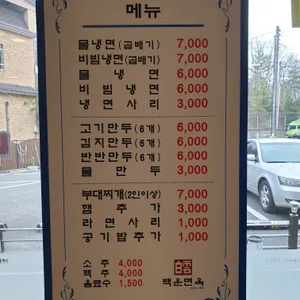 메뉴
물냉면(곱배기) 7,000
비빔냉면(곱배기) 7,000
물냉면 6,000
비빔냉면 6,000
냉면사리 3,000
고기만두(6개) 6,000
김치만두(6개) 6,000
반반만두(6개) 6,000
물만두 3,000
부대찌개(2인이상) 7,000
햄추가 3,000
라면사리 1,000
공기밥추가 1,000
소주 4,000
맥주 4,000
음료수 1,500
백운면옥